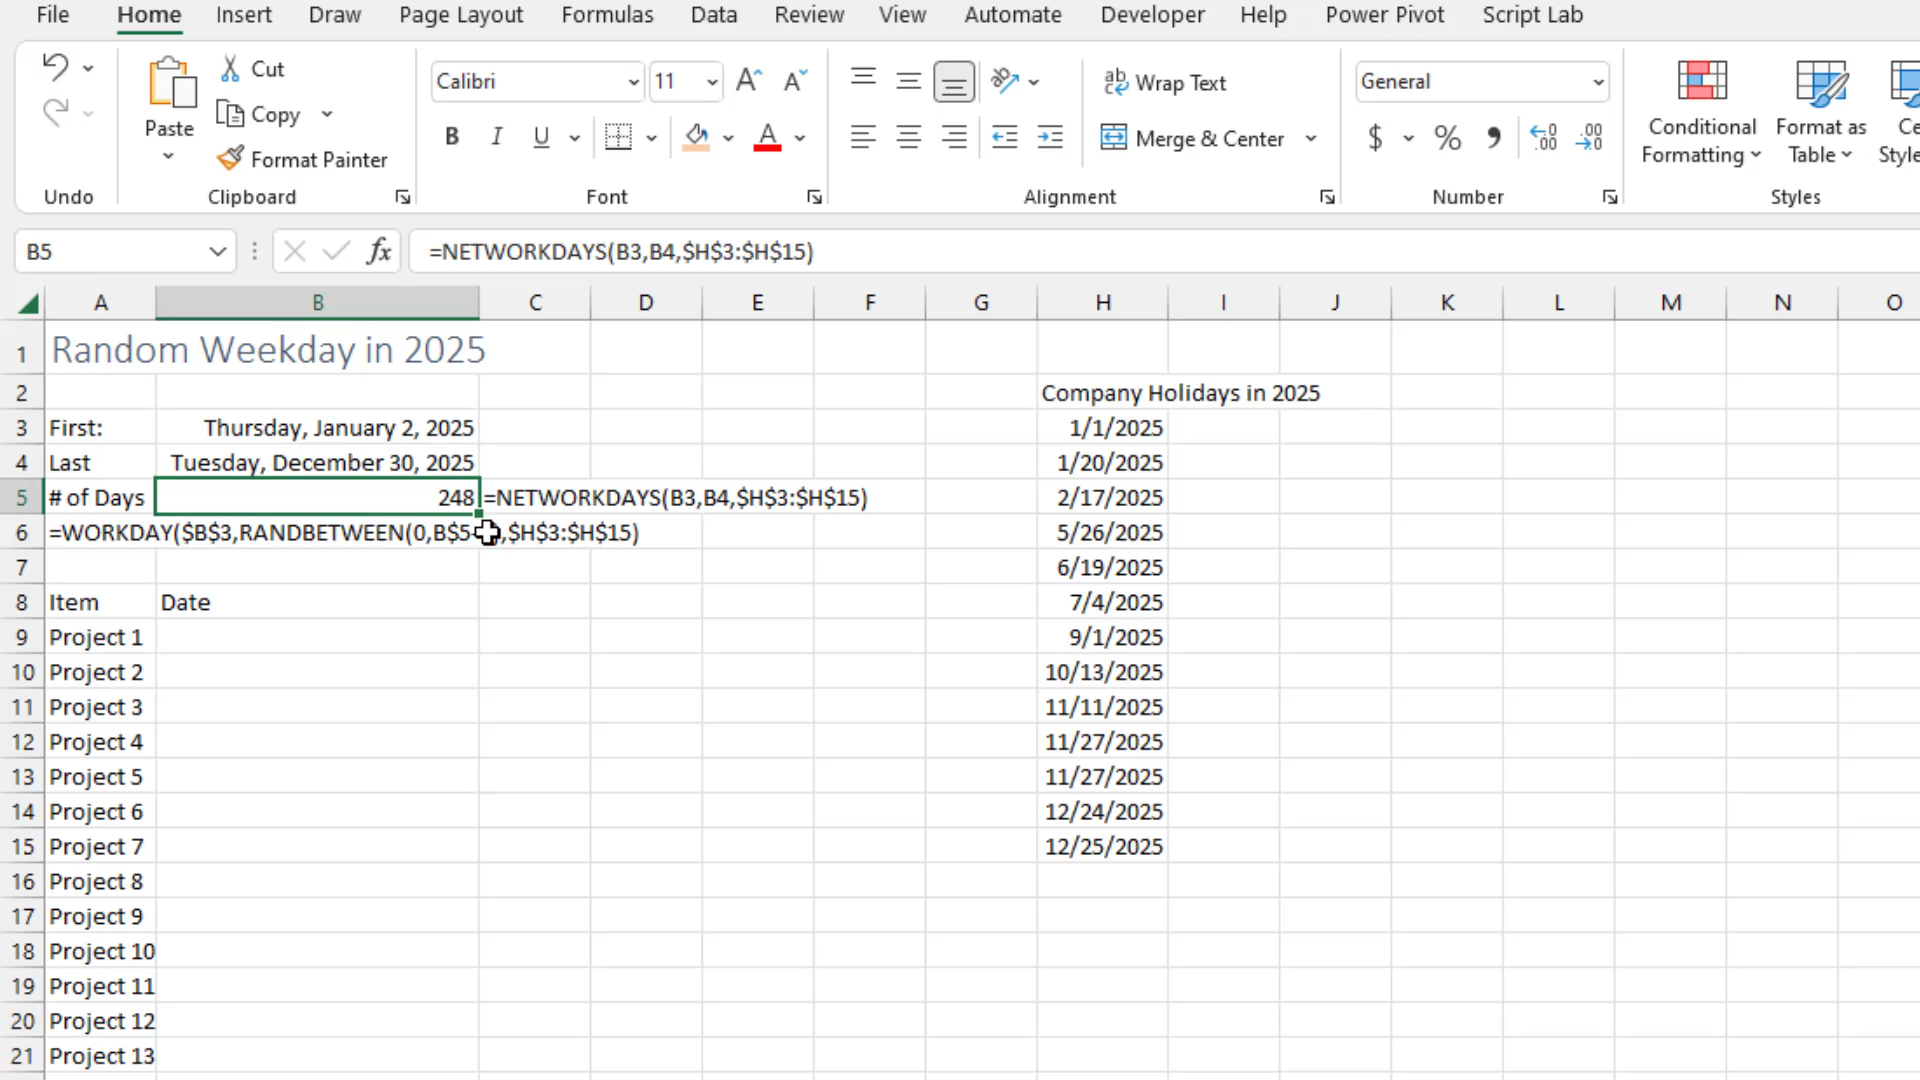 File Home Insert Draw Page Layout Formulas Data Review View Automate Developer Help Power Pivot Script Lab
Cut
Copy
Format Painter
Paste
Undo
Clipboard
Calibri 11
B I U
Font
Wrap Text
Merge & Center
Alignment
General
$ % 9
Number
Conditional Formatting
Format as Table
Styles
B5 fx =NETWORKDAYS(B3,B4,$H$3:$H$15)
A B C D E F G H I J K L M N O
1 Random Weekday in 2025
2 Company Holidays in 2025
3 First: Thursday, January 2, 2025 1/1/2025
4 Last Tuesday, December 30, 2025 1/20/2025
5 # of Days 248 =NETWORKDAYS(B3,B4,$H$3:$H$15) 2/17/2025
6 =WORKDAY($B$3,RANDBETWEEN(0,B$5 ,$H$3:$H$15) 5/26/2025
7 6/19/2025
8 Item Date 7/4/2025
9 Project 1 9/1/2025
10 Project 2 10/13/2025
11 Project 3 11/11/2025
12 Project 4 11/27/2025
13 Project 5 11/27/2025
14 Project 6 12/24/2025
15 Project 7 12/25/2025
16 Project 8
17 Project 9
18 Project 10
19 Project 11
20 Project 12
21 Project 13